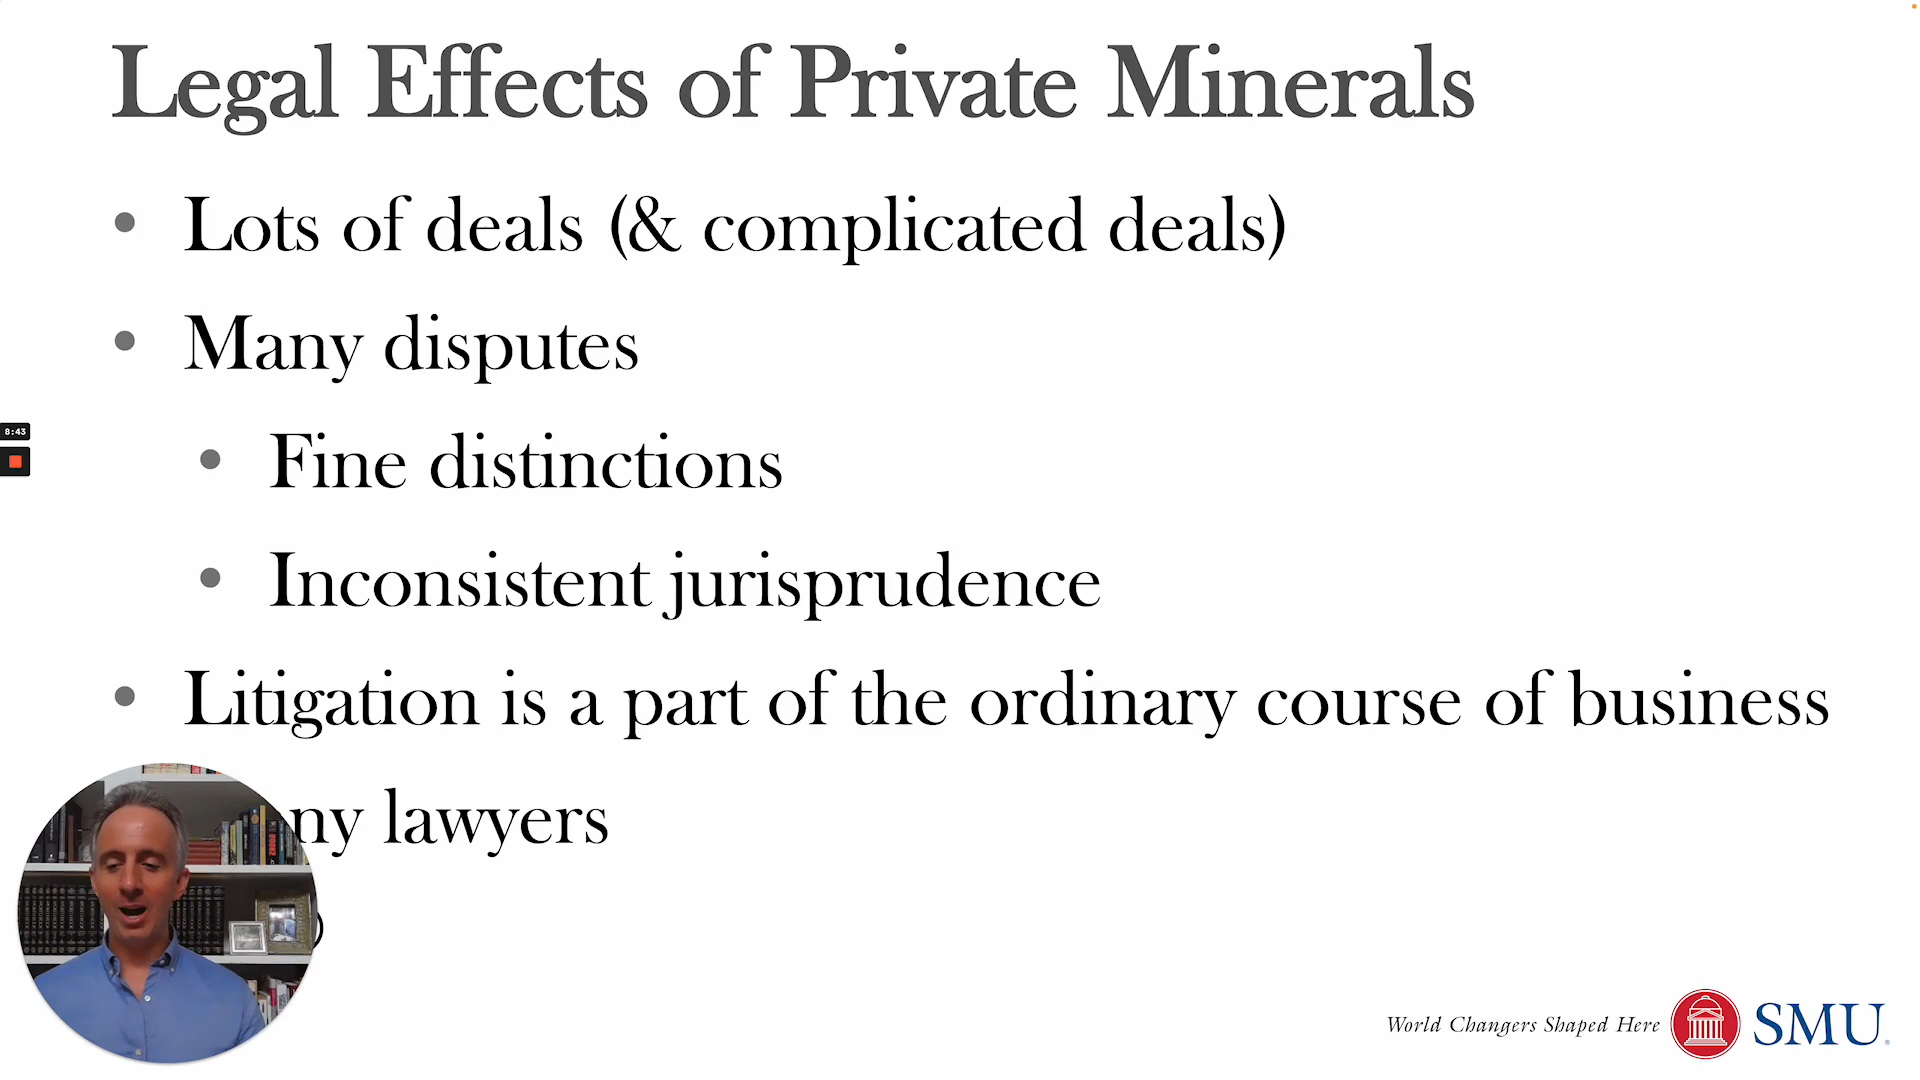 Legal Effects of Private Minerals
• Lots of deals (& complicated deals)
• Many disputes
• Fine distinctions
• Inconsistent jurisprudence
8:43
• Litigation is a part of the ordinary course of business
ny lawyers
World Changers Shaped Here SMU